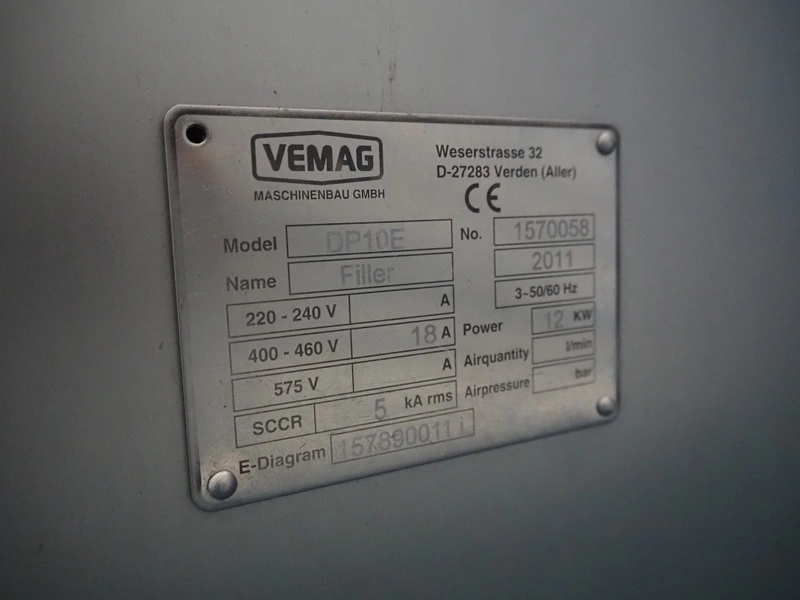 VEMAG
MASCHINENBAU GMBH
Weserstrasse 32
D-27283 Verden (Aller)
CE
Model DP10E
No. 1570058
Name Filler
2011
220 - 240 V A
3~50/60 Hz
400 - 460 V 18 A
Power 12 KW
575 V A
Airquantity l/min
SCCR 5 kA rms
Airpressure bar
E-Diagram